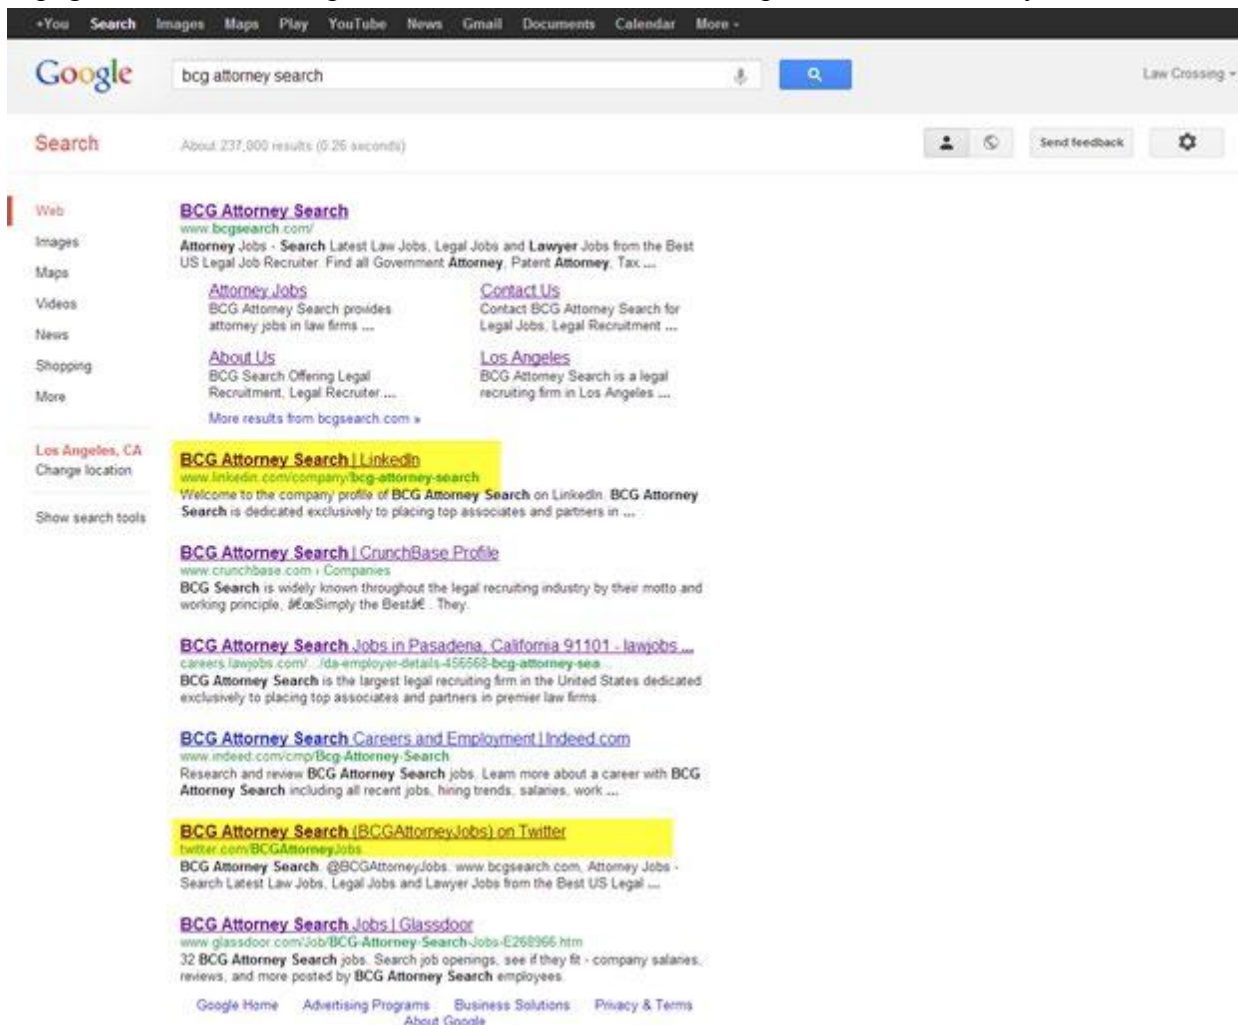 +You Search Images Maps Play YouTube News Gmail Documents Calendar More
Google
bcg attorney search
Law Crossing
Search
About 237,000 results (0.26 seconds)
Send feedback
Web
Images
Maps
Videos
News
Shopping
More
Los Angeles, CA
Change location
Show search tools
BCG Attorney Search
www.bcgsearch.com/
Attorney Jobs - Search Latest Law Jobs, Legal Jobs and Lawyer Jobs from the Best
US Legal Job Recruiter. Find all Government Attorney, Patent Attorney, Tax ...
Attorney Jobs
BCG Attorney Search provides
attorney jobs in law firms ...
Contact Us
Contact BCG Attorney Search for
Legal Jobs, Legal Recruitment ...
About Us
BCG Search Offering Legal
Recruitment, Legal Recruiter ...
Los Angeles
BCG Attorney Search is a legal
recruiting firm in Los Angeles ...
More results from bcgsearch.com »
BCG Attorney Search | LinkedIn
www.linkedin.com/company/bcg-attorney-search
Welcome to the company profile of BCG Attorney Search on LinkedIn. BCG Attorney
Search is dedicated exclusively to placing top associates and partners in ...
BCG Attorney Search | CrunchBase Profile
www.crunchbase.com › Companies
BCG Search is widely known throughout the legal recruiting industry by their motto and
working principle, â€œSimply the Bestâ€ . They.
BCG Attorney Search Jobs in Pasadena, California 91101 - lawjobs ...
careers.lawjobs.com/.../da-employer-details-456568-bcg-attorney-sea...
BCG Attorney Search is the largest legal recruiting firm in the United States dedicated
exclusively to placing top associates and partners in premier law firms.
BCG Attorney Search Careers and Employment | Indeed.com
www.indeed.com/cmp/Bcg-Attorney-Search
Research and review BCG Attorney Search jobs. Learn more about a career with BCG
Attorney Search including all recent jobs, hiring trends, salaries, work ...
BCG Attorney Search (BCGAttorneyJobs) on Twitter
twitter.com/BCGAttorneyJobs
BCG Attorney Search. @BCGAttorneyJobs. www.bcgsearch.com, Attorney Jobs -
Search Latest Law Jobs, Legal Jobs and Lawyer Jobs from the Best US Legal ...
BCG Attorney Search Jobs | Glassdoor
www.glassdoor.com/Job/BCG-Attorney-Search-Jobs-E268966.htm
32 BCG Attorney Search jobs. Search job openings, see if they fit - company salaries,
reviews, and more posted by BCG Attorney Search employees.
Google Home Advertising Programs Business Solutions Privacy & Terms
About Google